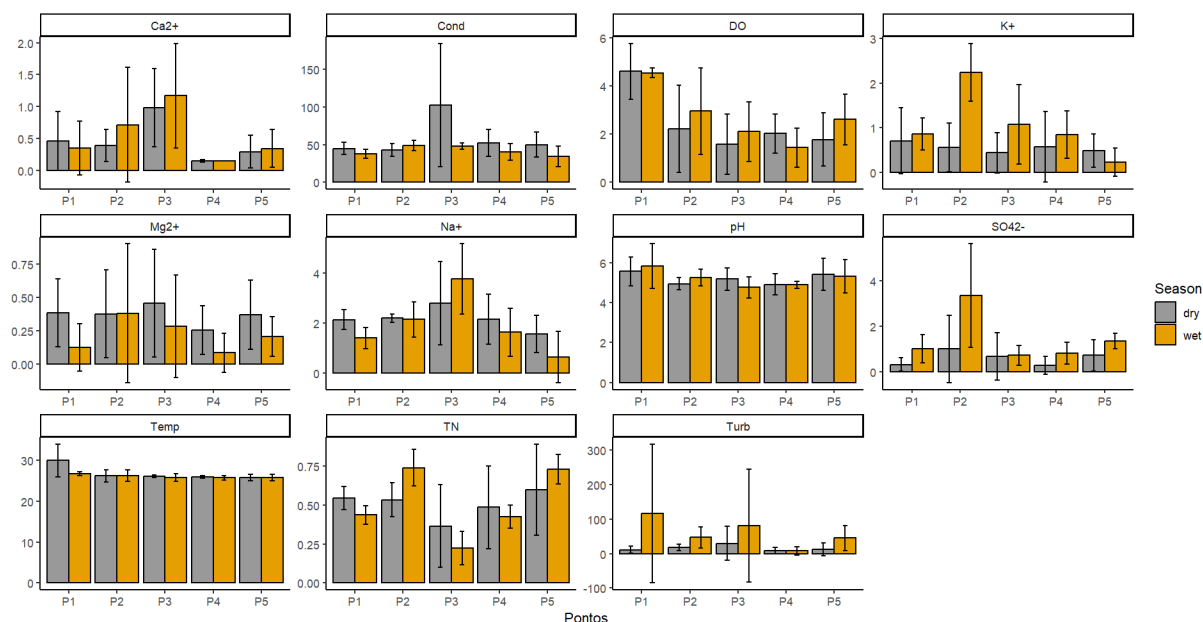 Ca2+ Cond DO K+
2.0 1.5 1.0 0.5 0.0
150 100 50 0
6 4 2 0
3 2 1 0
P1 P2 P3 P4 P5 P1 P2 P3 P4 P5 P1 P2 P3 P4 P5 P1 P2 P3 P4 P5
Mg2+ Na+ pH SO42-
0.75 0.50 0.25 0.00
4 2 0
6 4 2 0
4 2 0
P1 P2 P3 P4 P5 P1 P2 P3 P4 P5 P1 P2 P3 P4 P5 P1 P2 P3 P4 P5
Season
dry
wet
Temp TN Turb
30 20 10 0
0.75 0.50 0.25 0.00
300 200 100 0 -100
P1 P2 P3 P4 P5 P1 P2 P3 P4 P5 P1 P2 P3 P4 P5
Pontos